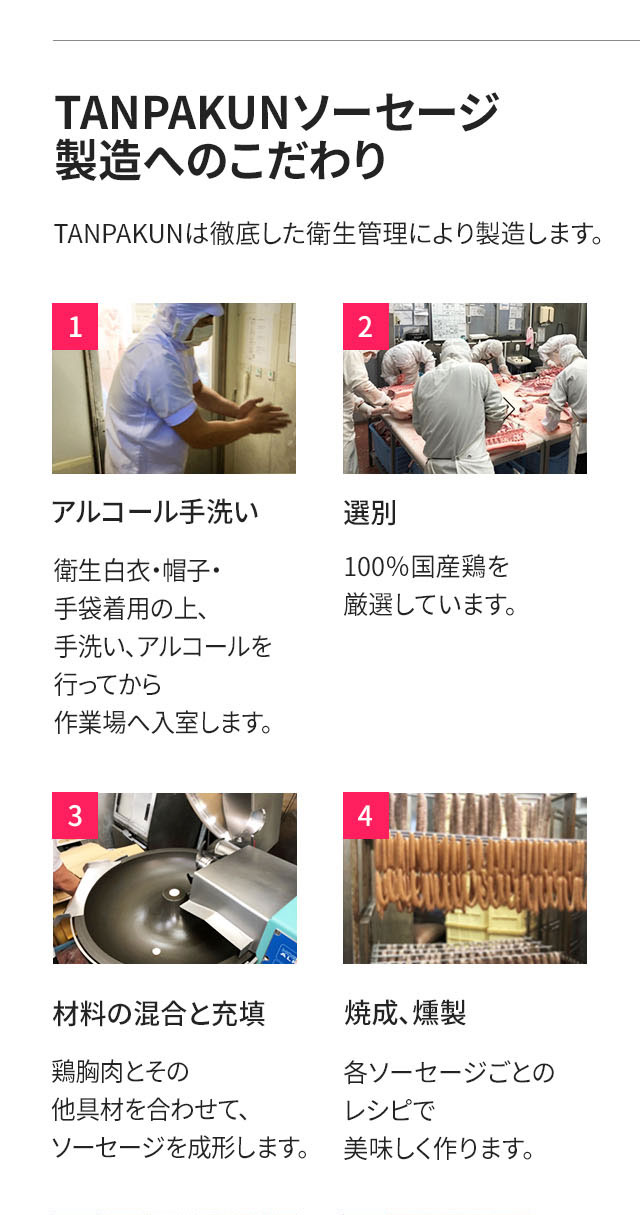 TANPAKUNソーセージ
製造へのこだわり
TANPAKUNは徹底した衛生管理により製造します。
1
2
アルコール手洗い
衛生白衣・帽子・
手袋着用の上、
手洗い、アルコールを
行ってから
作業場へ入室します。
選別
100%国産鶏を
厳選しています。
3
4
材料の混合と充填
鶏胸肉とその
他具材を合わせて、
ソーセージを成形します。
焼成、燻製
各ソーセージごとの
レシピで
美味しく作ります。